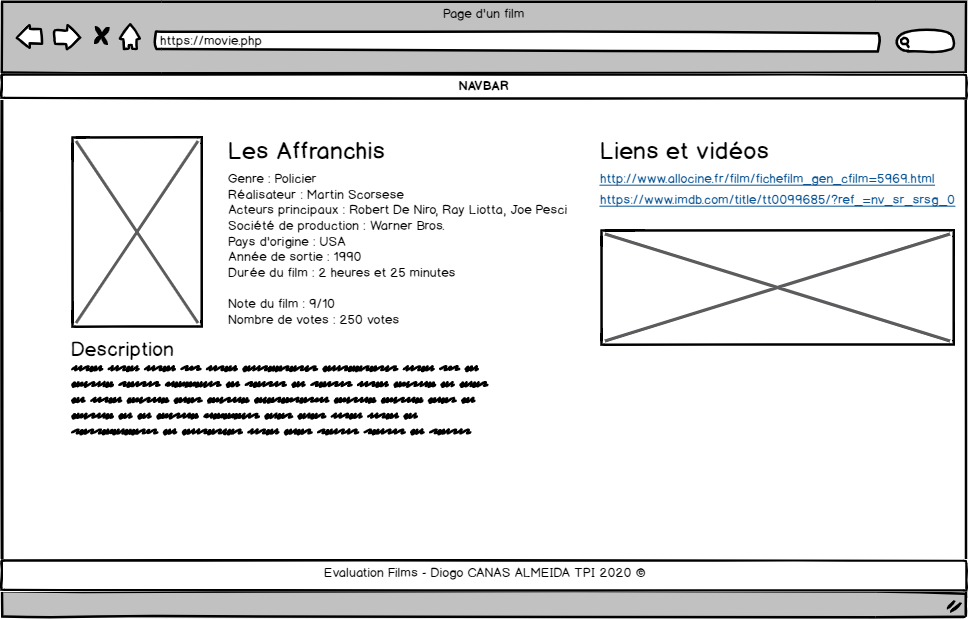 Page d'un film
https://movie.php
NAVBAR
Les Affranchis
Genre : Policier
Réalisateur : Martin Scorsese
Acteurs principaux : Robert De Niro, Ray Liotta, Joe Pesci
Société de production : Warner Bros.
Pays d'origine : USA
Année de sortie : 1990
Durée du film : 2 heures et 25 minutes
Note du film : 9/10
Nombre de votes : 250 votes
Description
Liens et vidéos
http://www.allocine.fr/film/fichefilm_gen_cfilm=5969.html
https://www.imdb.com/title/tt0099685/?ref_=nv_sr_srsg_0
Evaluation Films - Diogo CANAS ALMEIDA TPI 2020 ©